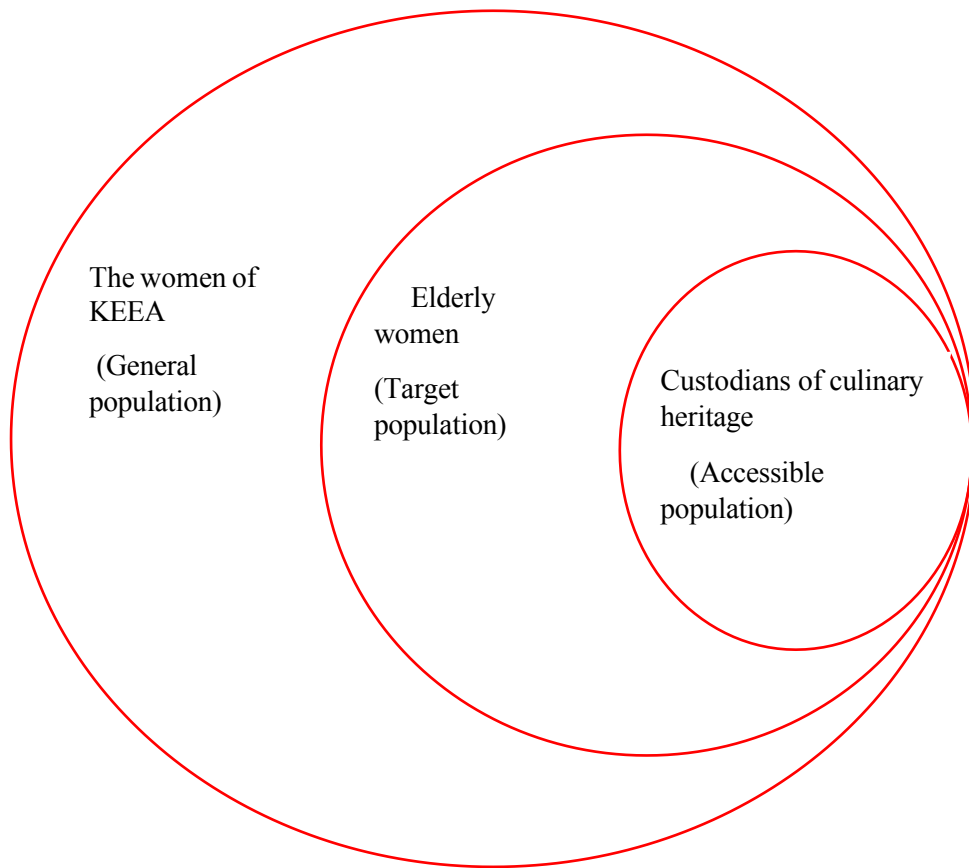 The women of
KEEA
(General
population)
Elderly
women
(Target
population)
Custodians of culinary
heritage
(Accessible
population)